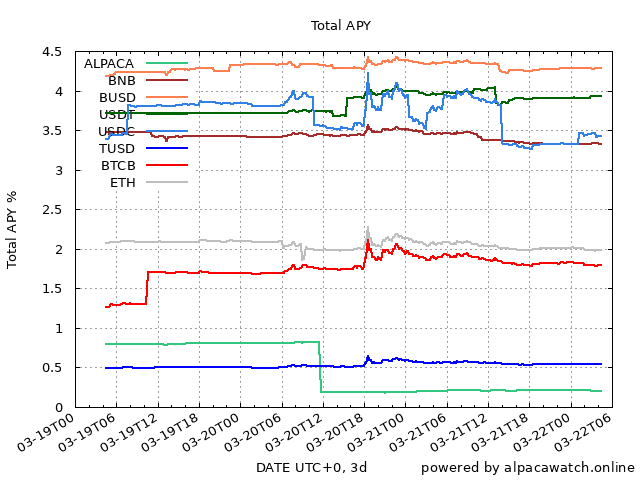 Total APY
Total APY %
4.5
4
3.5
3
2.5
2
1.5
1
0.5
0
ALPACA
BNB
BUSD
USDT
USDC
TUSD
BTCB
ETH
03-19T00
03-19T06
03-19T12
03-19T18
03-20T00
03-20T06
03-20T12
03-20T18
03-21T00
03-21T06
03-21T12
03-21T18
03-22T00
03-22T06
DATE UTC+0, 3d
powered by alpacawatch.online